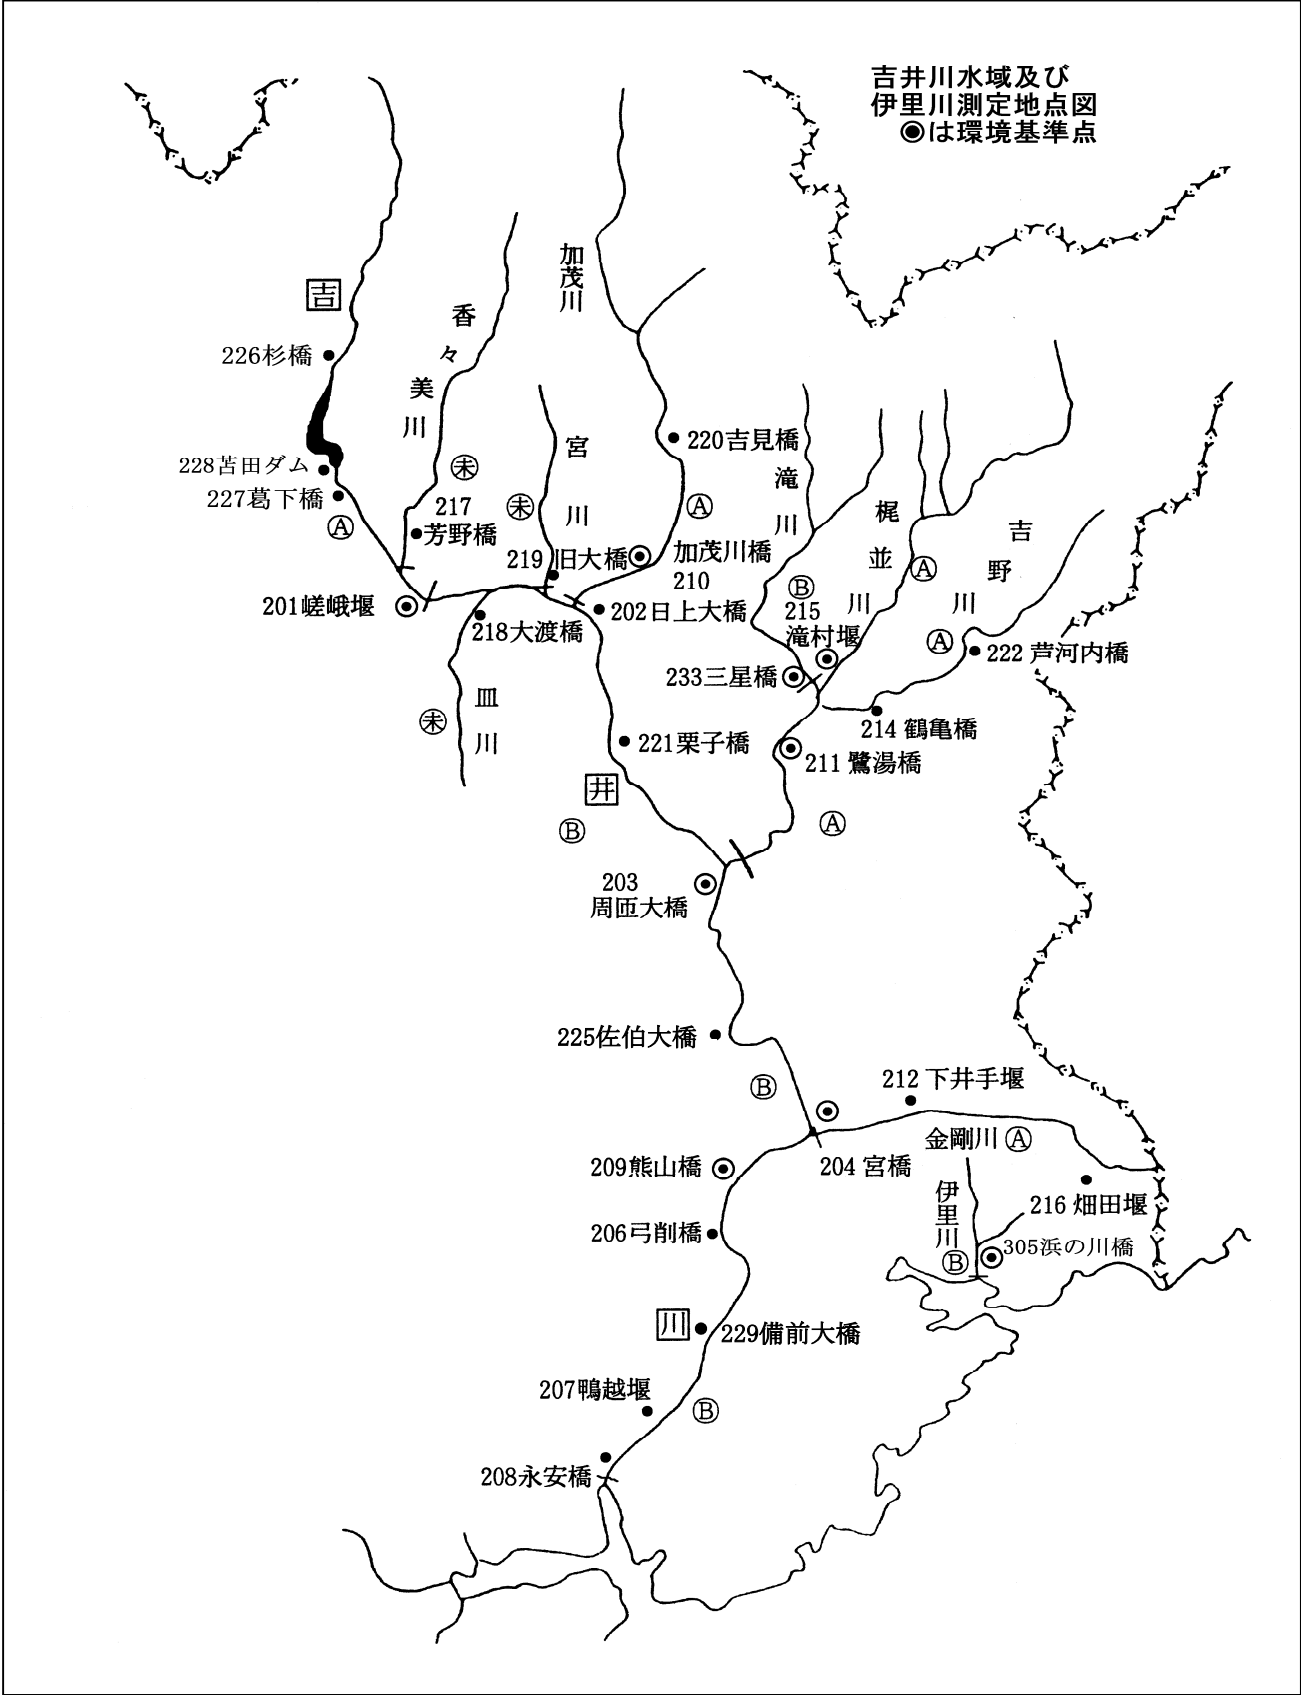 吉井川水域及び
伊里川測定地点図
◉は環境基準点
加茂川
吉
香々美川
226杉橋
220吉見橋
宮川
滝川
228苫田ダム
未
227葛下橋
217
芳野橋
未
Ⓐ
梶並川
吉野川
Ⓐ
219旧大橋
加茂川橋
210
Ⓐ
Ⓑ
201嵯峨堰
202日上大橋
215
滝村堰
218大渡橋
Ⓐ
222芦河内橋
233三星橋
皿川
未
214鶴亀橋
221栗子橋
211鷺湯橋
井
Ⓑ
Ⓐ
203
周匝大橋
225佐伯大橋
Ⓑ
212下井手堰
金剛川Ⓐ
209熊山橋
204宮橋
伊里川
216畑田堰
206弓削橋
Ⓑ
305浜の川橋
川
229備前大橋
207鴨越堰
Ⓑ
208永安橋